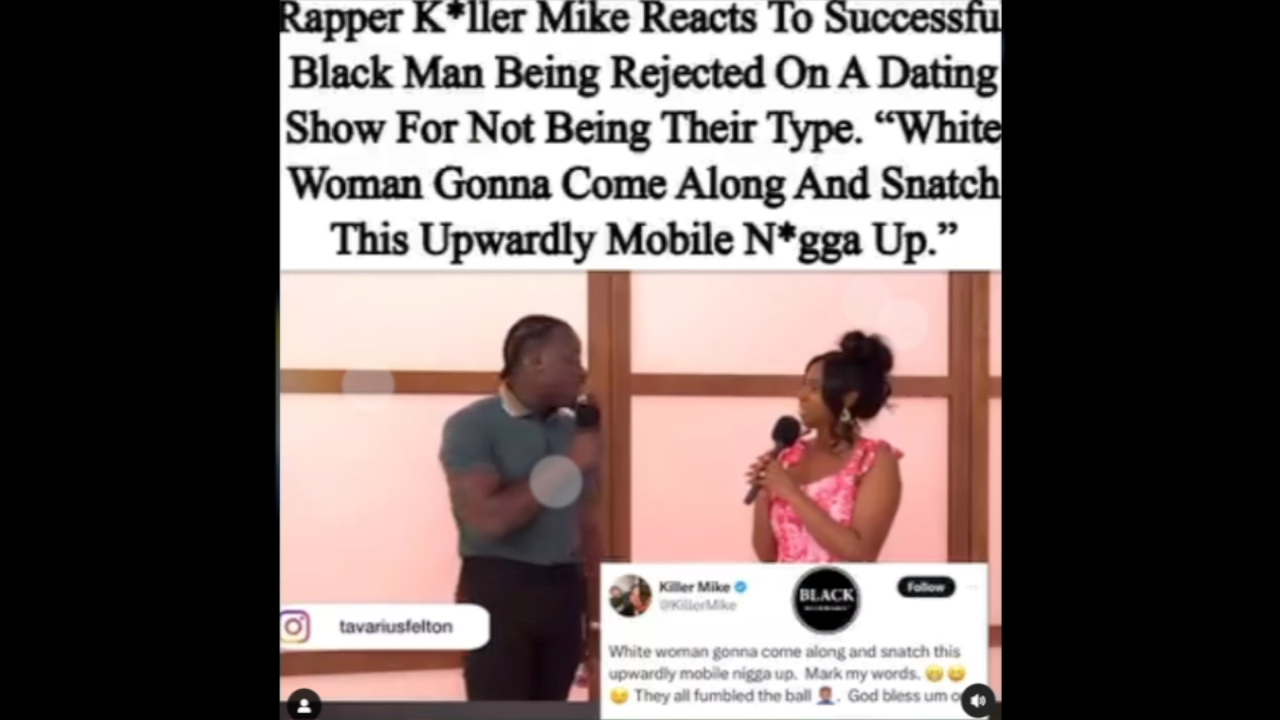 Rapper K*ller Mike Reacts To Successfu
Black Man Being Rejected On A Dating
Show For Not Being Their Type. “White
Woman Gonna Come Along And Snatch
This Upwardly Mobile N*gga Up.”
tavariusfelton
Killer Mike
@KillerMike
BLACK
Follow
White woman gonna come along and snatch this
upwardly mobile nigga up. Mark my words. 😁😄
😉 They all fumbled the ball 🤦🏾‍♂️. God bless um